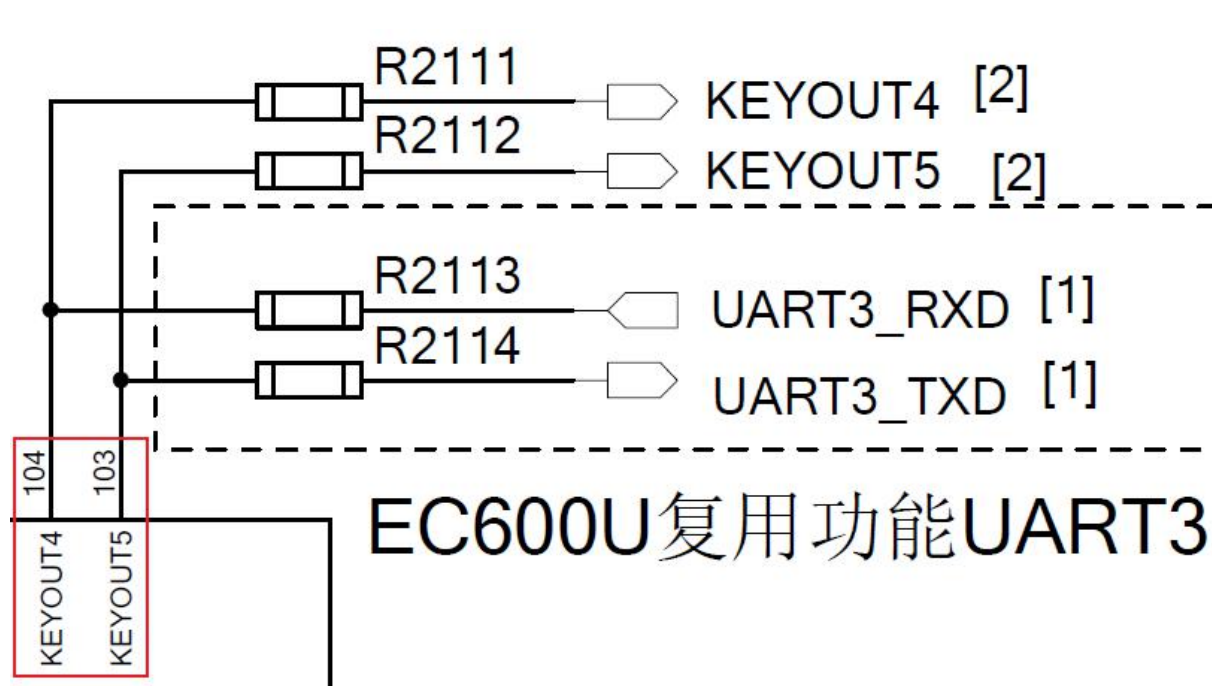 R2111
KEYOUT4 [2]
R2112
KEYOUT5 [2]
R2113
UART3_RXD [1]
R2114
UART3_TXD [1]
104
103
EC600U复用功能UART3
KEYOUT4
KEYOUT5